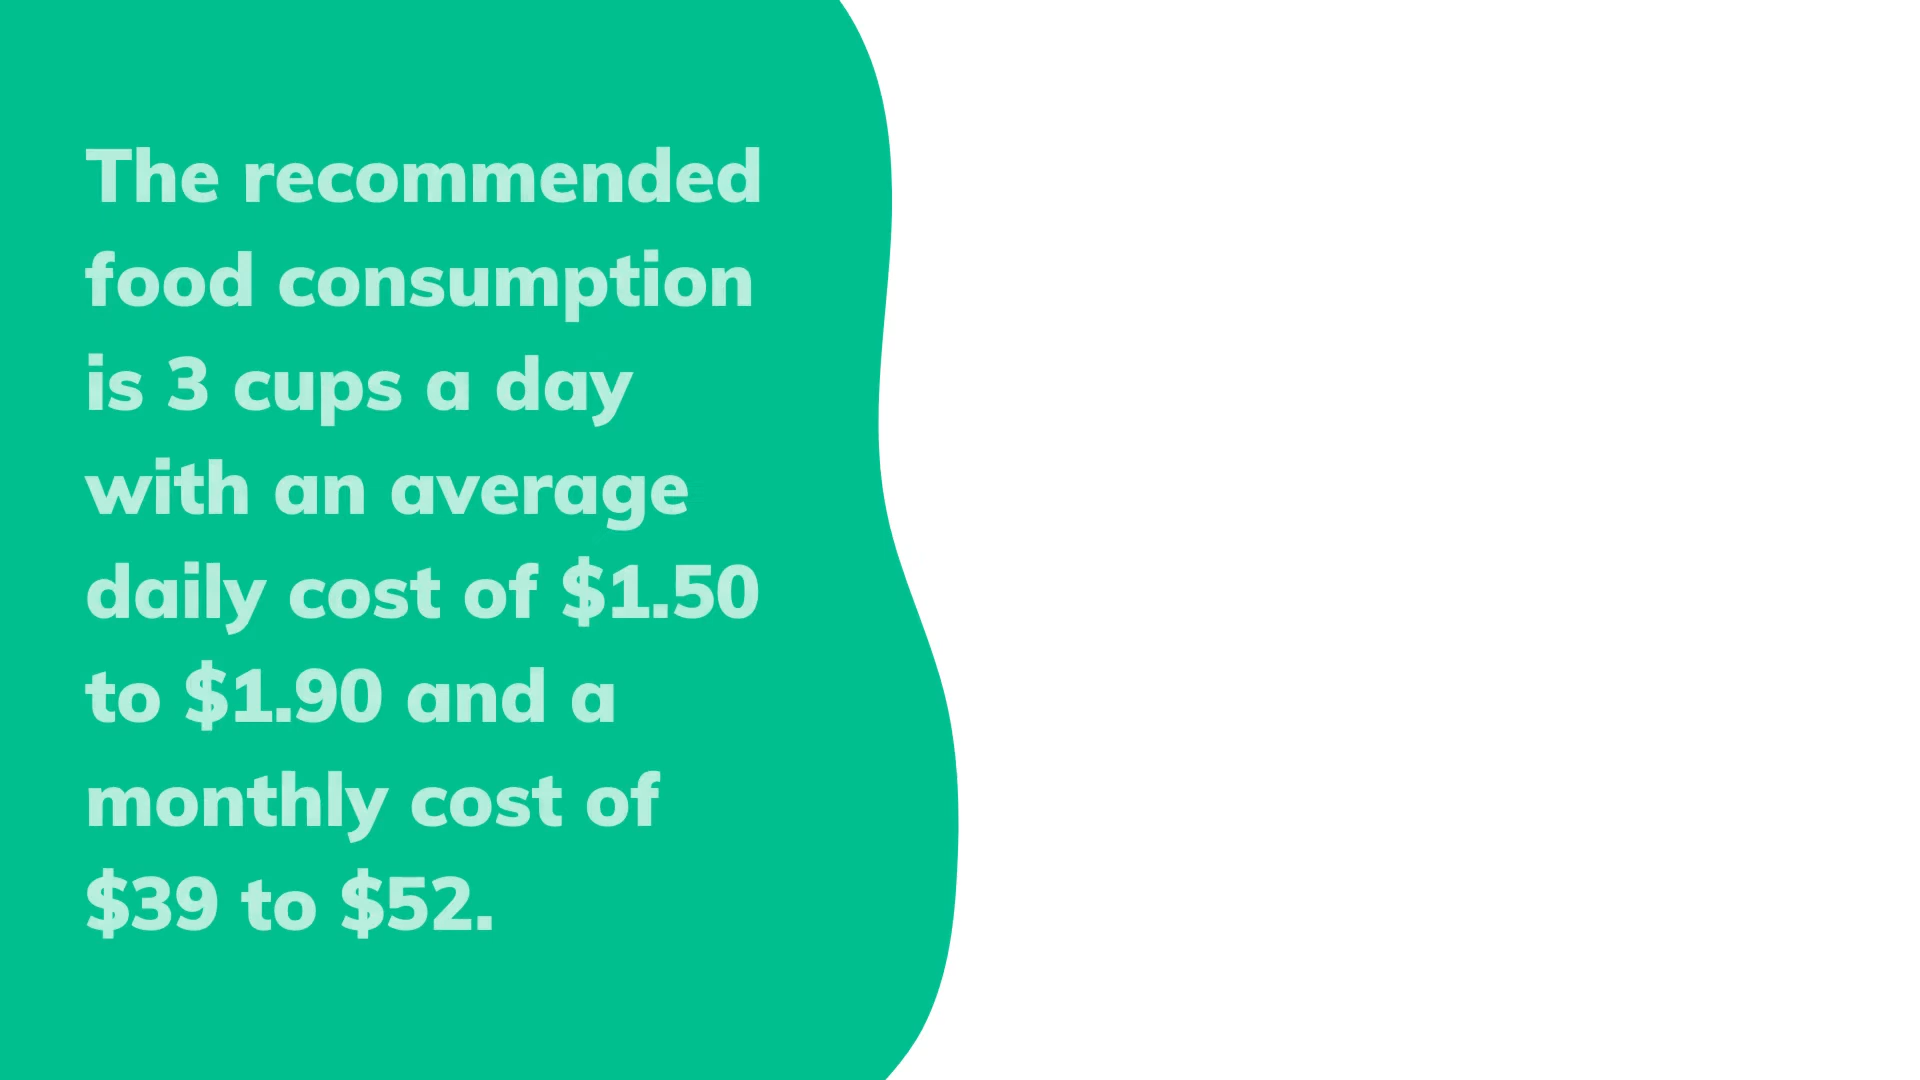 The recommended
food consumption
is 3 cups a day
with an average
daily cost of $1.50
to $1.90 and a
monthly cost of
$39 to $52.